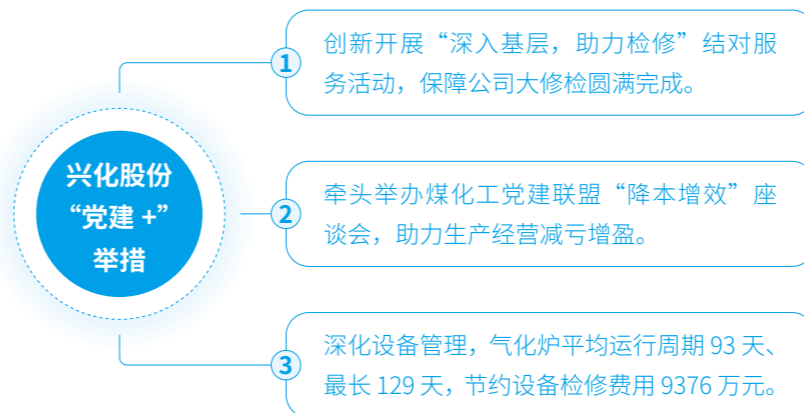 兴化股份
“党建 +”
举措
1
创新开展“深入基层，助力检修”结对服
务活动，保障公司大修检圆满完成。
2
牵头举办煤化工党建联盟“降本增效”座
谈会，助力生产经营减亏增盈。
3
深化设备管理，气化炉平均运行周期 93 天、
最长 129 天，节约设备检修费用 9376 万元。